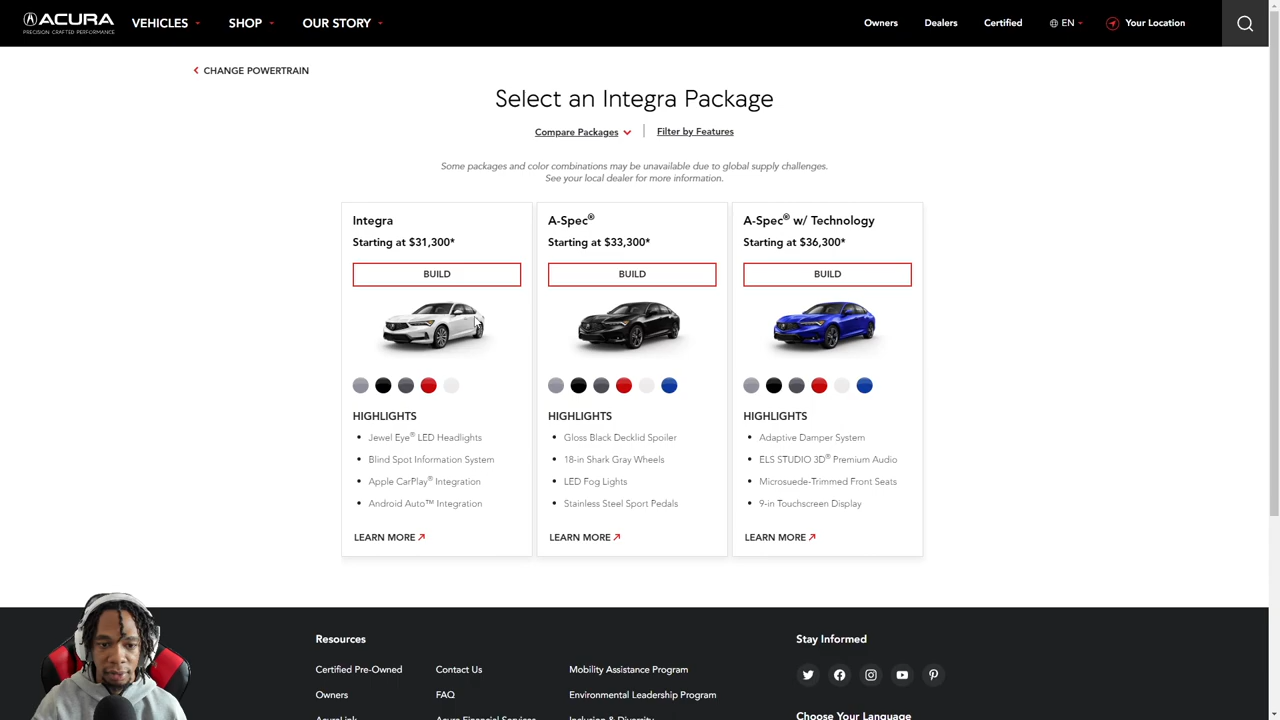 ACURA
PRECISION CRAFTED PERFORMANCE
VEHICLES
SHOP
OUR STORY
Owners
Dealers
Certified
EN
Your Location
CHANGE POWERTRAIN
Select an Integra Package
Compare Packages
Filter by Features
Some packages and color combinations may be unavailable due to global supply challenges.
See your local dealer for more information.
Integra
Starting at $31,300*
BUILD
HIGHLIGHTS
• Jewel Eye® LED Headlights
• Blind Spot Information System
• Apple CarPlay® Integration
• Android Auto™ Integration
LEARN MORE
A-Spec®
Starting at $33,300*
BUILD
HIGHLIGHTS
• Gloss Black Decklid Spoiler
• 18-in Shark Gray Wheels
• LED Fog Lights
• Stainless Steel Sport Pedals
LEARN MORE
A-Spec® w/ Technology
Starting at $36,300*
BUILD
HIGHLIGHTS
• Adaptive Damper System
• ELS STUDIO 3D® Premium Audio
• Microsuede-Trimmed Front Seats
• 9-in Touchscreen Display
LEARN MORE
Resources
Certified Pre-Owned
Owners
Contact Us
FAQ
Mobility Assistance Program
Environmental Leadership Program
Stay Informed
Choose Your Language